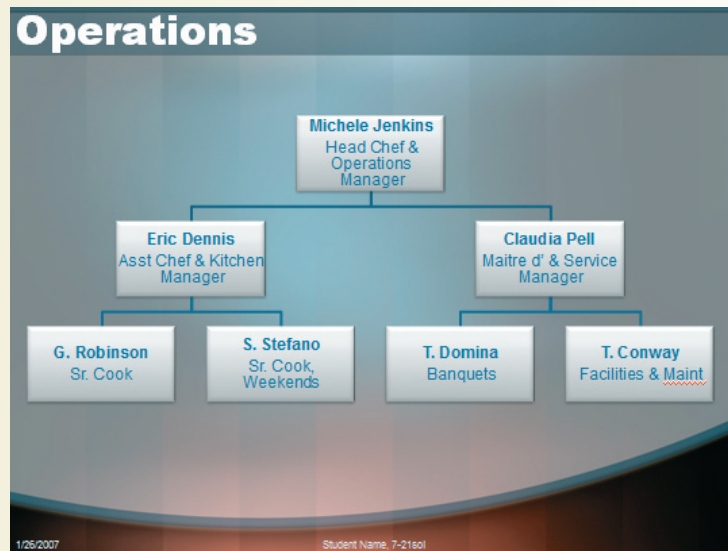 Operations
Michele Jenkins
Head Chef &
Operations
Manager
Eric Dennis
Asst Chef & Kitchen
Manager
Claudia Pell
Maitre d' & Service
Manager
G. Robinson
Sr. Cook
S. Stefano
Sr. Cook,
Weekends
T. Domina
Banquets
T. Conway
Facilities & Maint
1/26/2007
Student Name, 7-21sol